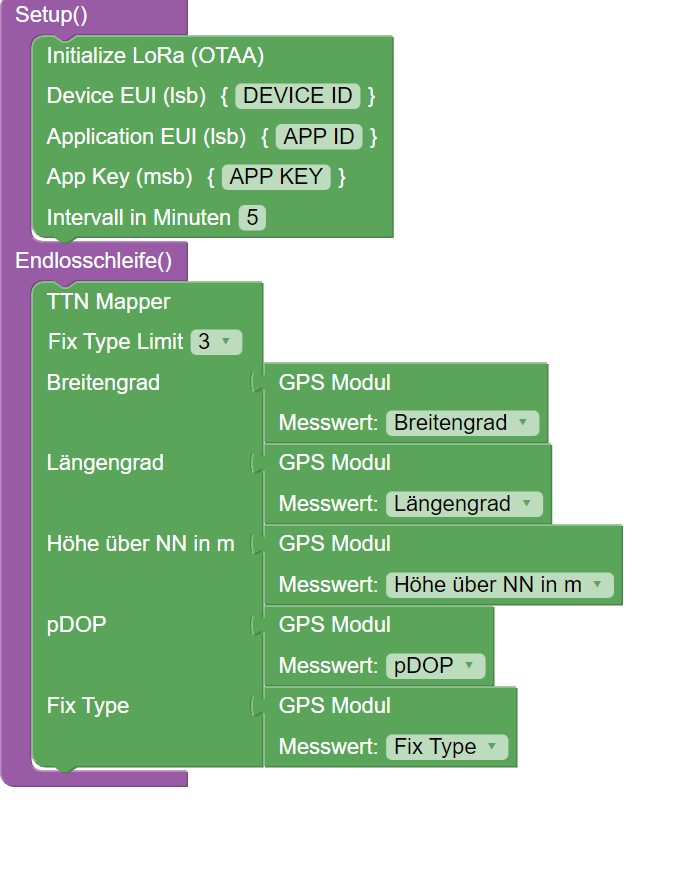 Setup()
Initialize LoRa (OTAA)
Device EUI (lsb) { DEVICE ID }
Application EUI (lsb) { APP ID }
App Key (msb) { APP KEY }
Intervall in Minuten 5
Endlosschleife()
TTN Mapper
Fix Type Limit 3
Breitengrad GPS Modul
Messwert: Breitengrad
Längengrad GPS Modul
Messwert: Längengrad
Höhe über NN in m GPS Modul
Messwert: Höhe über NN in m
pDOP GPS Modul
Messwert: pDOP
Fix Type GPS Modul
Messwert: Fix Type